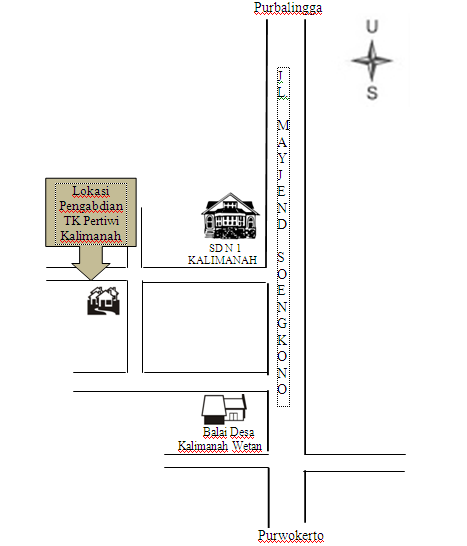 Purbalingga
U
S
JL MAYJEND SOENGKONO
Lokasi
Pengabdian
TK Pertiwi
Kalimanah
SD N 1
KALIMANAH
Balai Desa
Kalimanah Wetan
Purwokerto